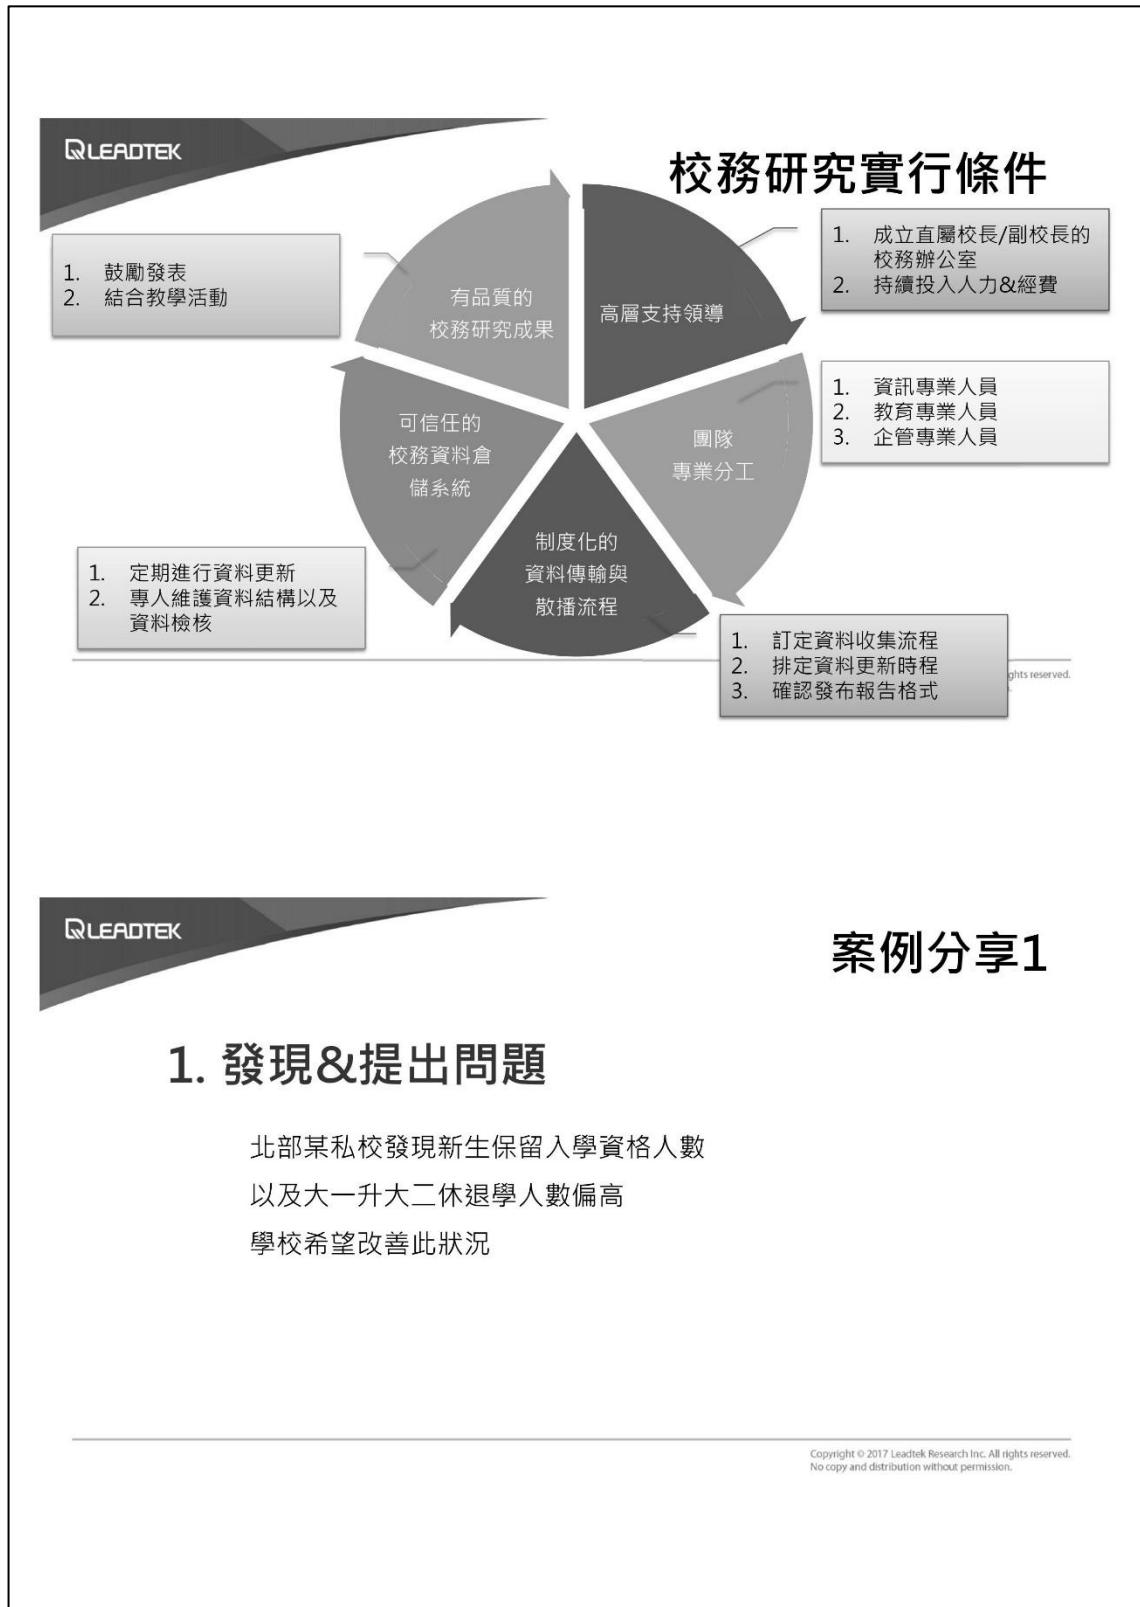 LEADTEK
校務研究實行條件
1. 鼓勵發表
2. 結合教學活動
有品質的
校務研究成果
高層支持領導
1. 成立直屬校長/副校長的
校務辦公室
2. 持續投入人力&經費
1. 資訊專業人員
2. 教育專業人員
3. 企管專業人員
團隊
專業分工
可信任的
校務資料倉
儲系統
制度化的
資料傳輸與
散播流程
1. 定期進行資料更新
2. 專人維護資料結構以及
資料檢核
1. 訂定資料收集流程
2. 排定資料更新時程
3. 確認發布報告格式
ghts reserved.
LEADTEK
案例分享1
1. 發現&提出問題
北部某私校發現新生保留入學資格人數
以及大一升大二休退學人數偏高
學校希望改善此狀況
Copyright © 2017 Leadtek Research Inc. All rights reserved.
No copy and distribution without permission.